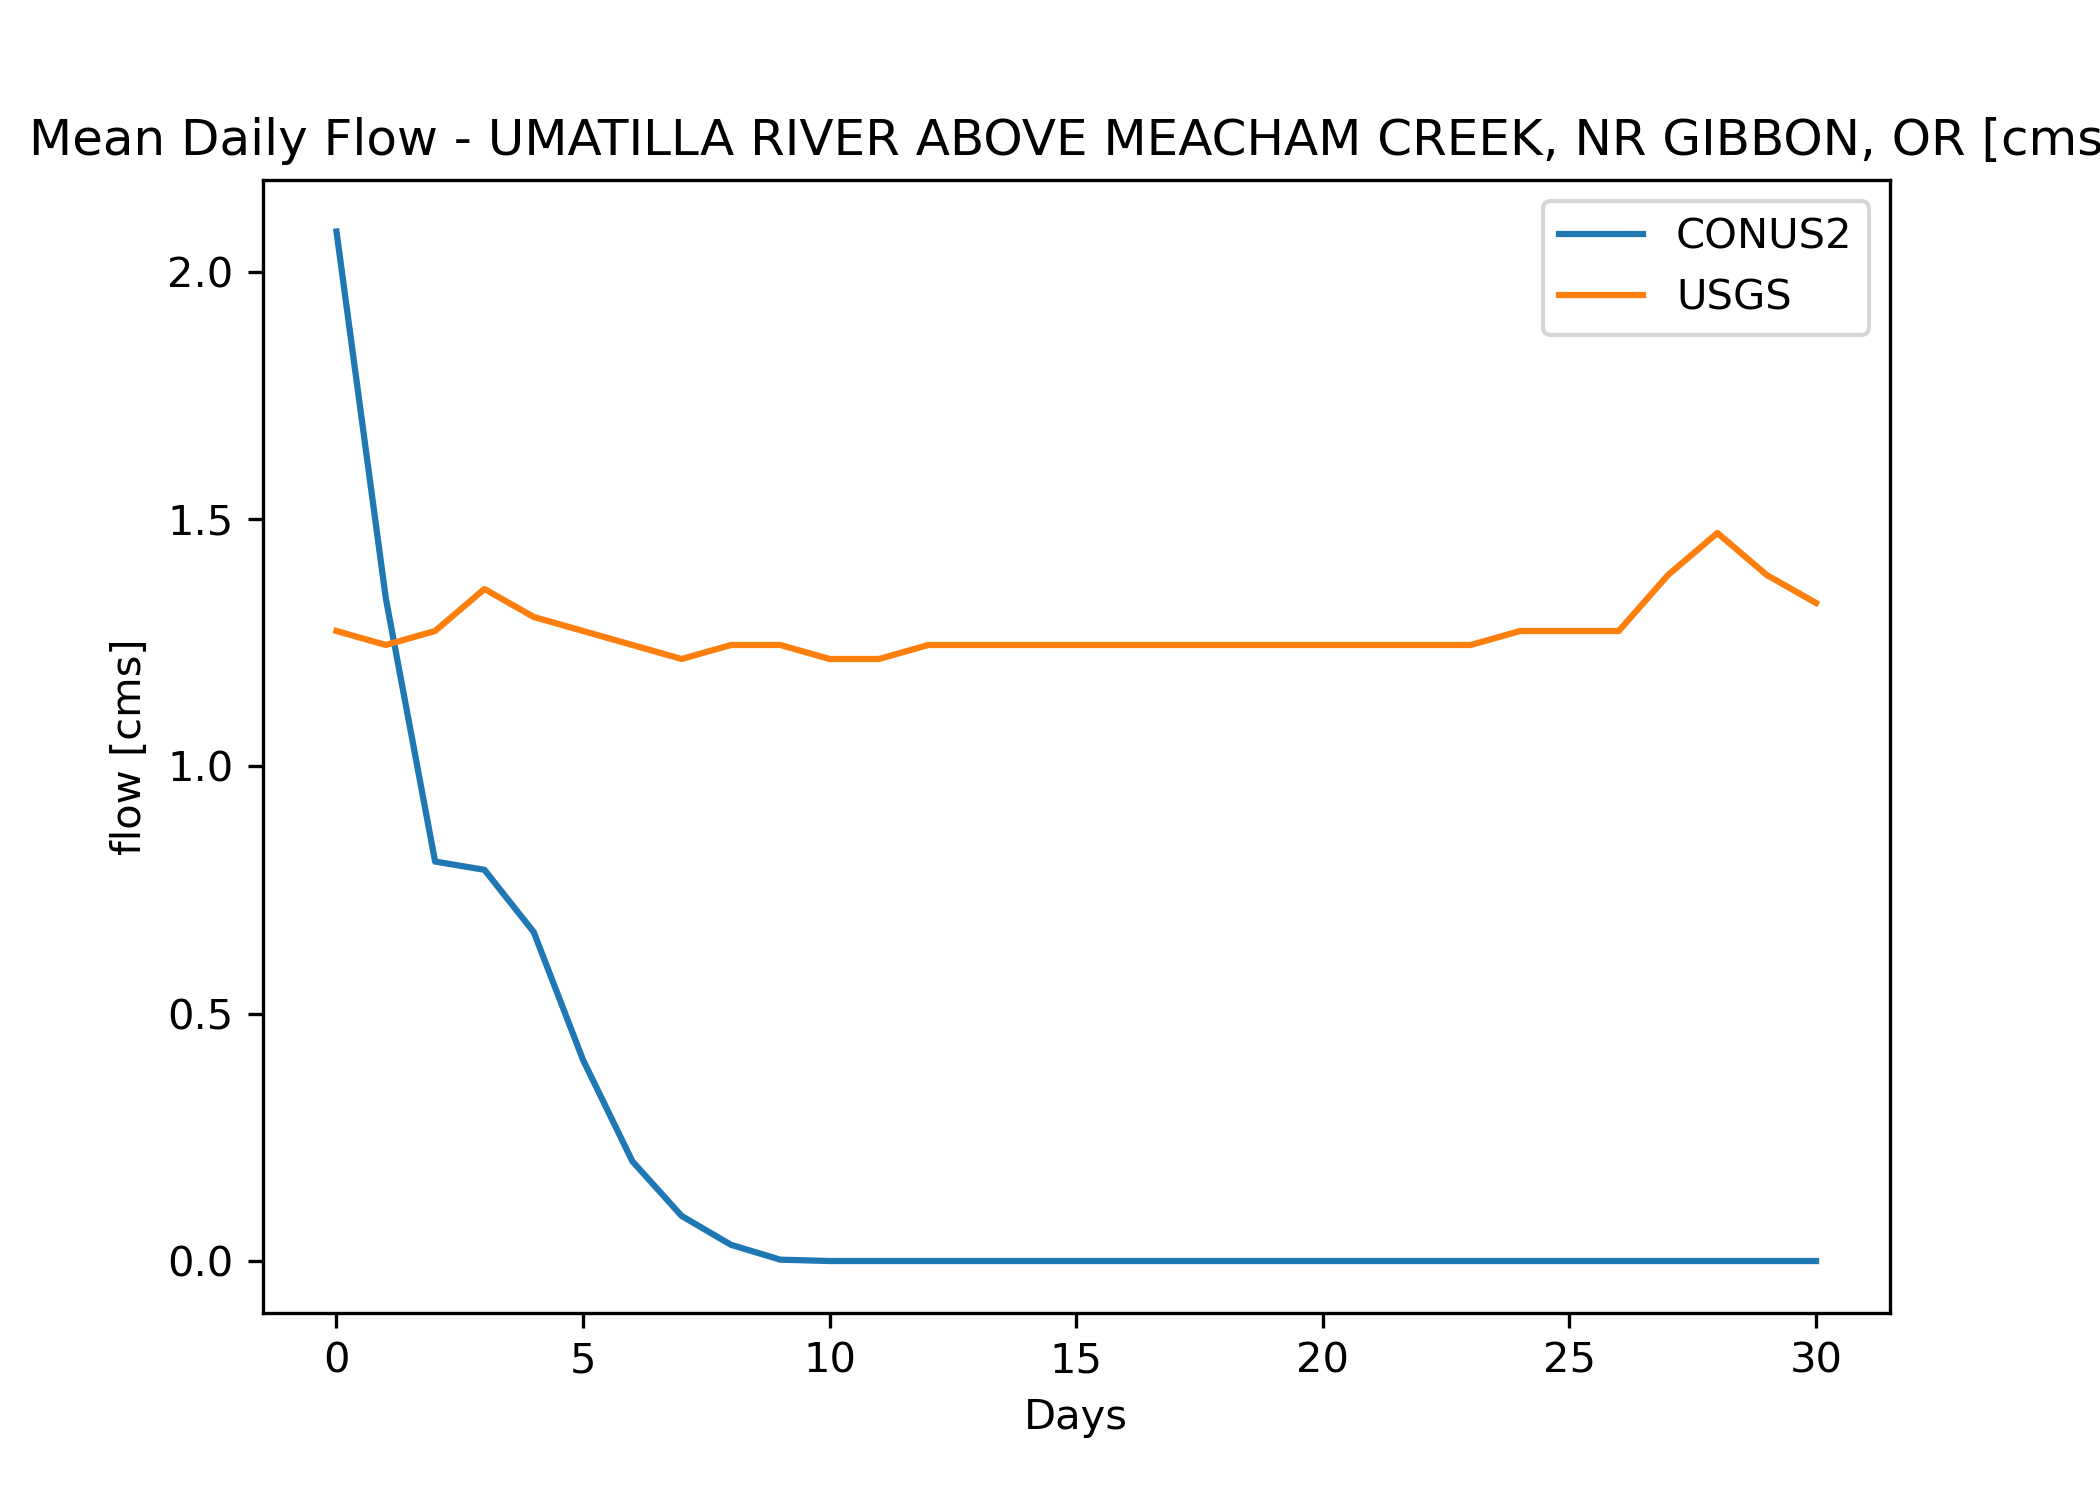 Mean Daily Flow - UMATILLA RIVER ABOVE MEACHAM CREEK, NR GIBBON, OR [cms
CONUS2
USGS
2.0
1.5
1.0
0.5
0.0
flow [cms]
0 5 10 15 20 25 30
Days